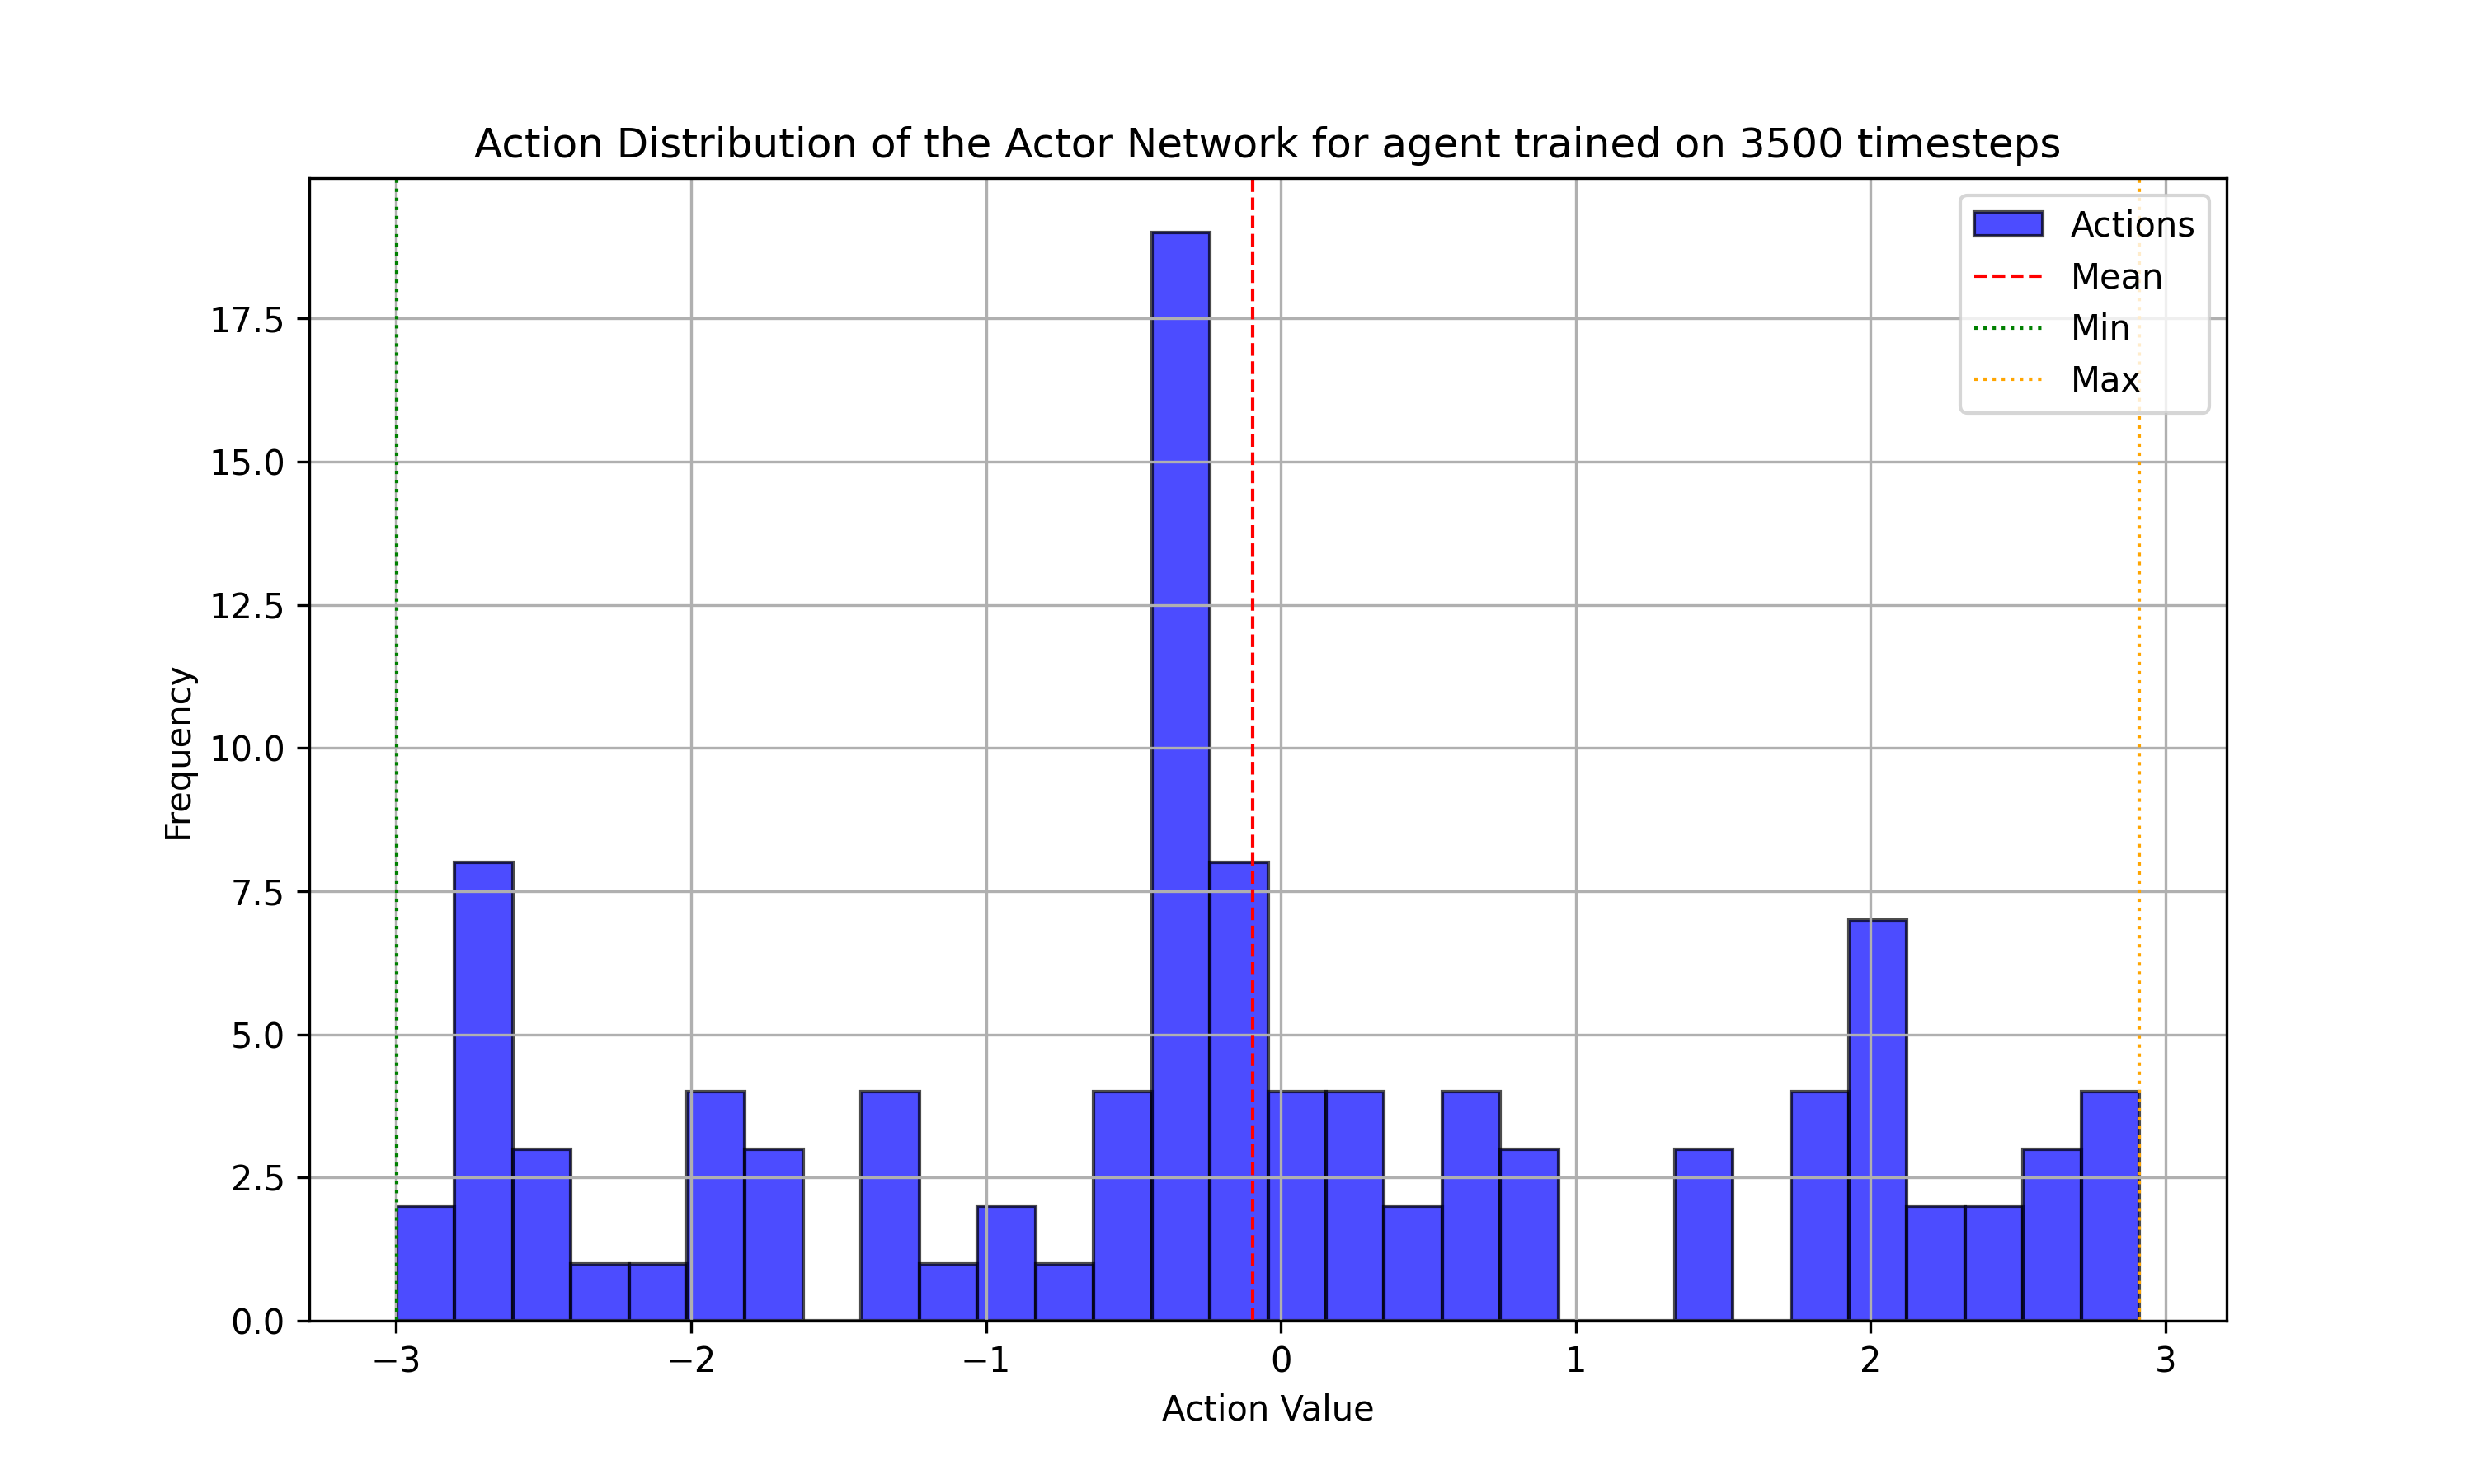 Action Distribution of the Actor Network for agent trained on 3500 timesteps
Actions
Mean
Min
Max
Frequency
17.5
15.0
12.5
10.0
7.5
5.0
2.5
0.0
−3 −2 −1 0 1 2 3
Action Value